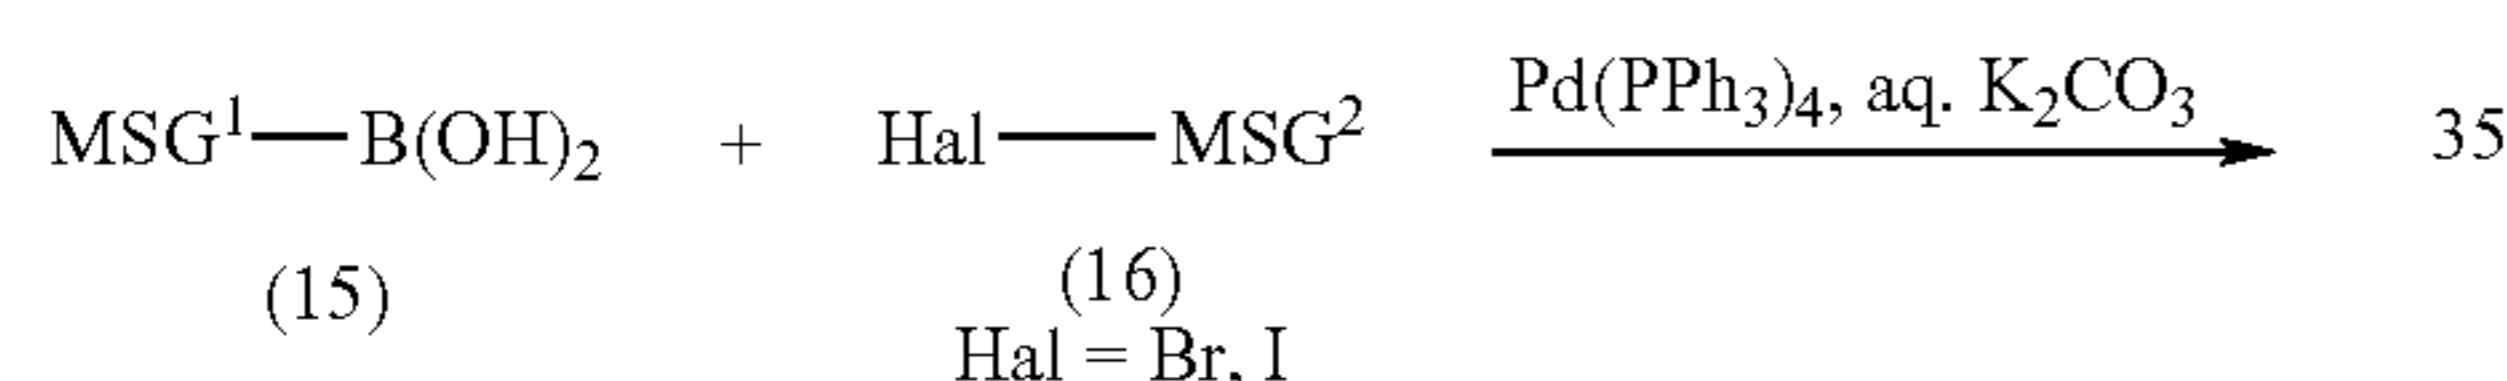 MSG¹—B(OH)₂ + Hal—MSG² Pd(PPh₃)₄, aq. K₂CO₃ 35
(15) (16)
Hal = Br, I